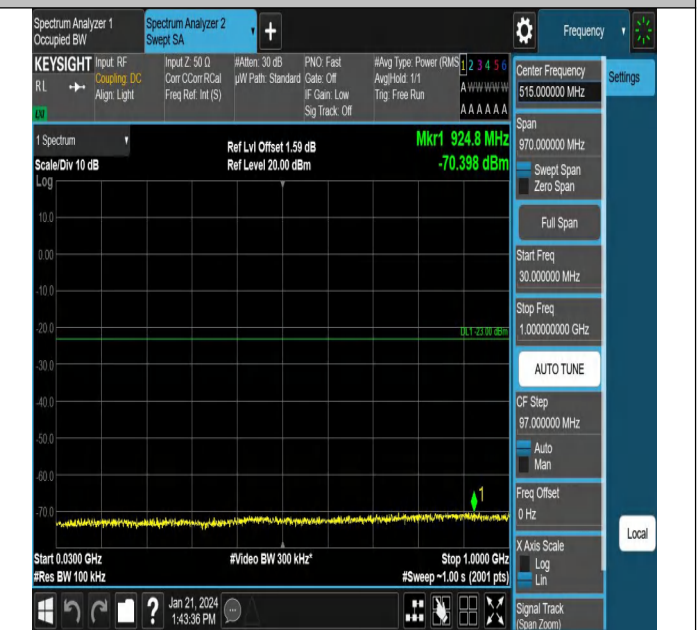 Spectrum Analyzer 1
Occupied BW
Spectrum Analyzer 2
Swept SA
Frequency
KEYSIGHT
RL
LXI
Input: RF
Coupling: DC
Align: Light
Input Z: 50 Ω
Corr CCorr RCal
Freq Ref: Int (S)
#Atten: 30 dB
µW Path: Standard
PNO: Fast
Gate: Off
IF Gain: Low
Sig Track: Off
#Avg Type: Power (RMS
Avg|Hold: 1/1
Trig: Free Run
1 2 3 4 5 6
A W W W W W
A A A A A A
1 Spectrum
Scale/Div 10 dB
Log
Ref Lvl Offset 1.59 dB
Ref Level 20.00 dBm
Mkr1 924.8 MHz
-70.398 dBm
10.0
0.00
-10.0
-20.0
-30.0
-40.0
-50.0
-60.0
-70.0
DL1 -23.00 dBm
1
Start 0.0300 GHz
#Res BW 100 kHz
#Video BW 300 kHz*
Stop 1.0000 GHz
#Sweep ~1.00 s (2001 pts)
Center Frequency
515.000000 MHz
Settings
Span
970.000000 MHz
Swept Span
Zero Span
Full Span
Start Freq
30.000000 MHz
Stop Freq
1.000000000 GHz
AUTO TUNE
CF Step
97.000000 MHz
Auto
Man
Freq Offset
0 Hz
X Axis Scale
Log
Lin
Signal Track
(Span Zoom)
Local
?
Jan 21, 2024
1:43:36 PM